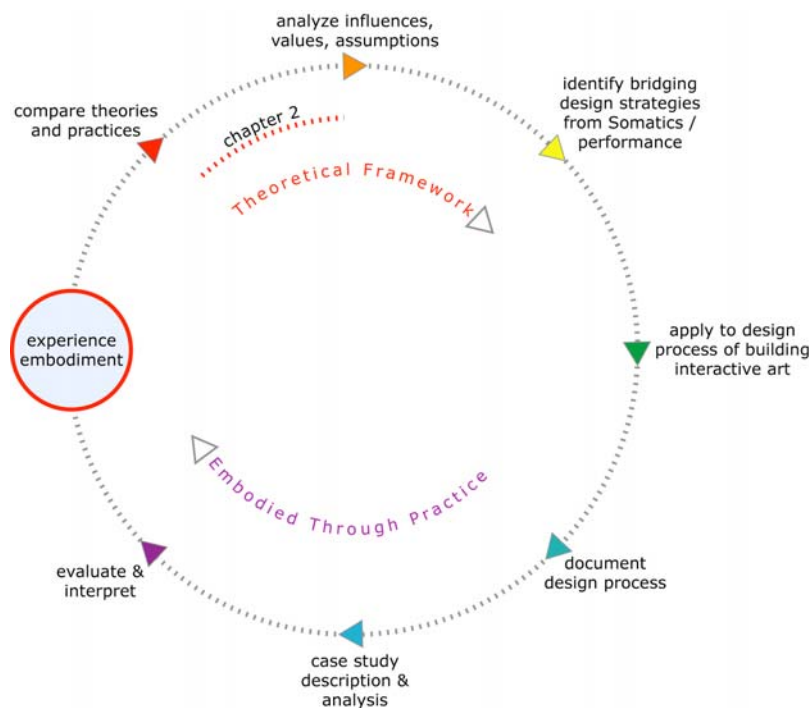 analyze influences,
values, assumptions
identify bridging
design strategies
from Somatics /
performance
compare theories
and practices
chapter 2
Theoretical Framework
experience
embodiment
apply to design
process of building
interactive art
Embodied Through Practice
document
design process
evaluate &
interpret
case study
description &
analysis